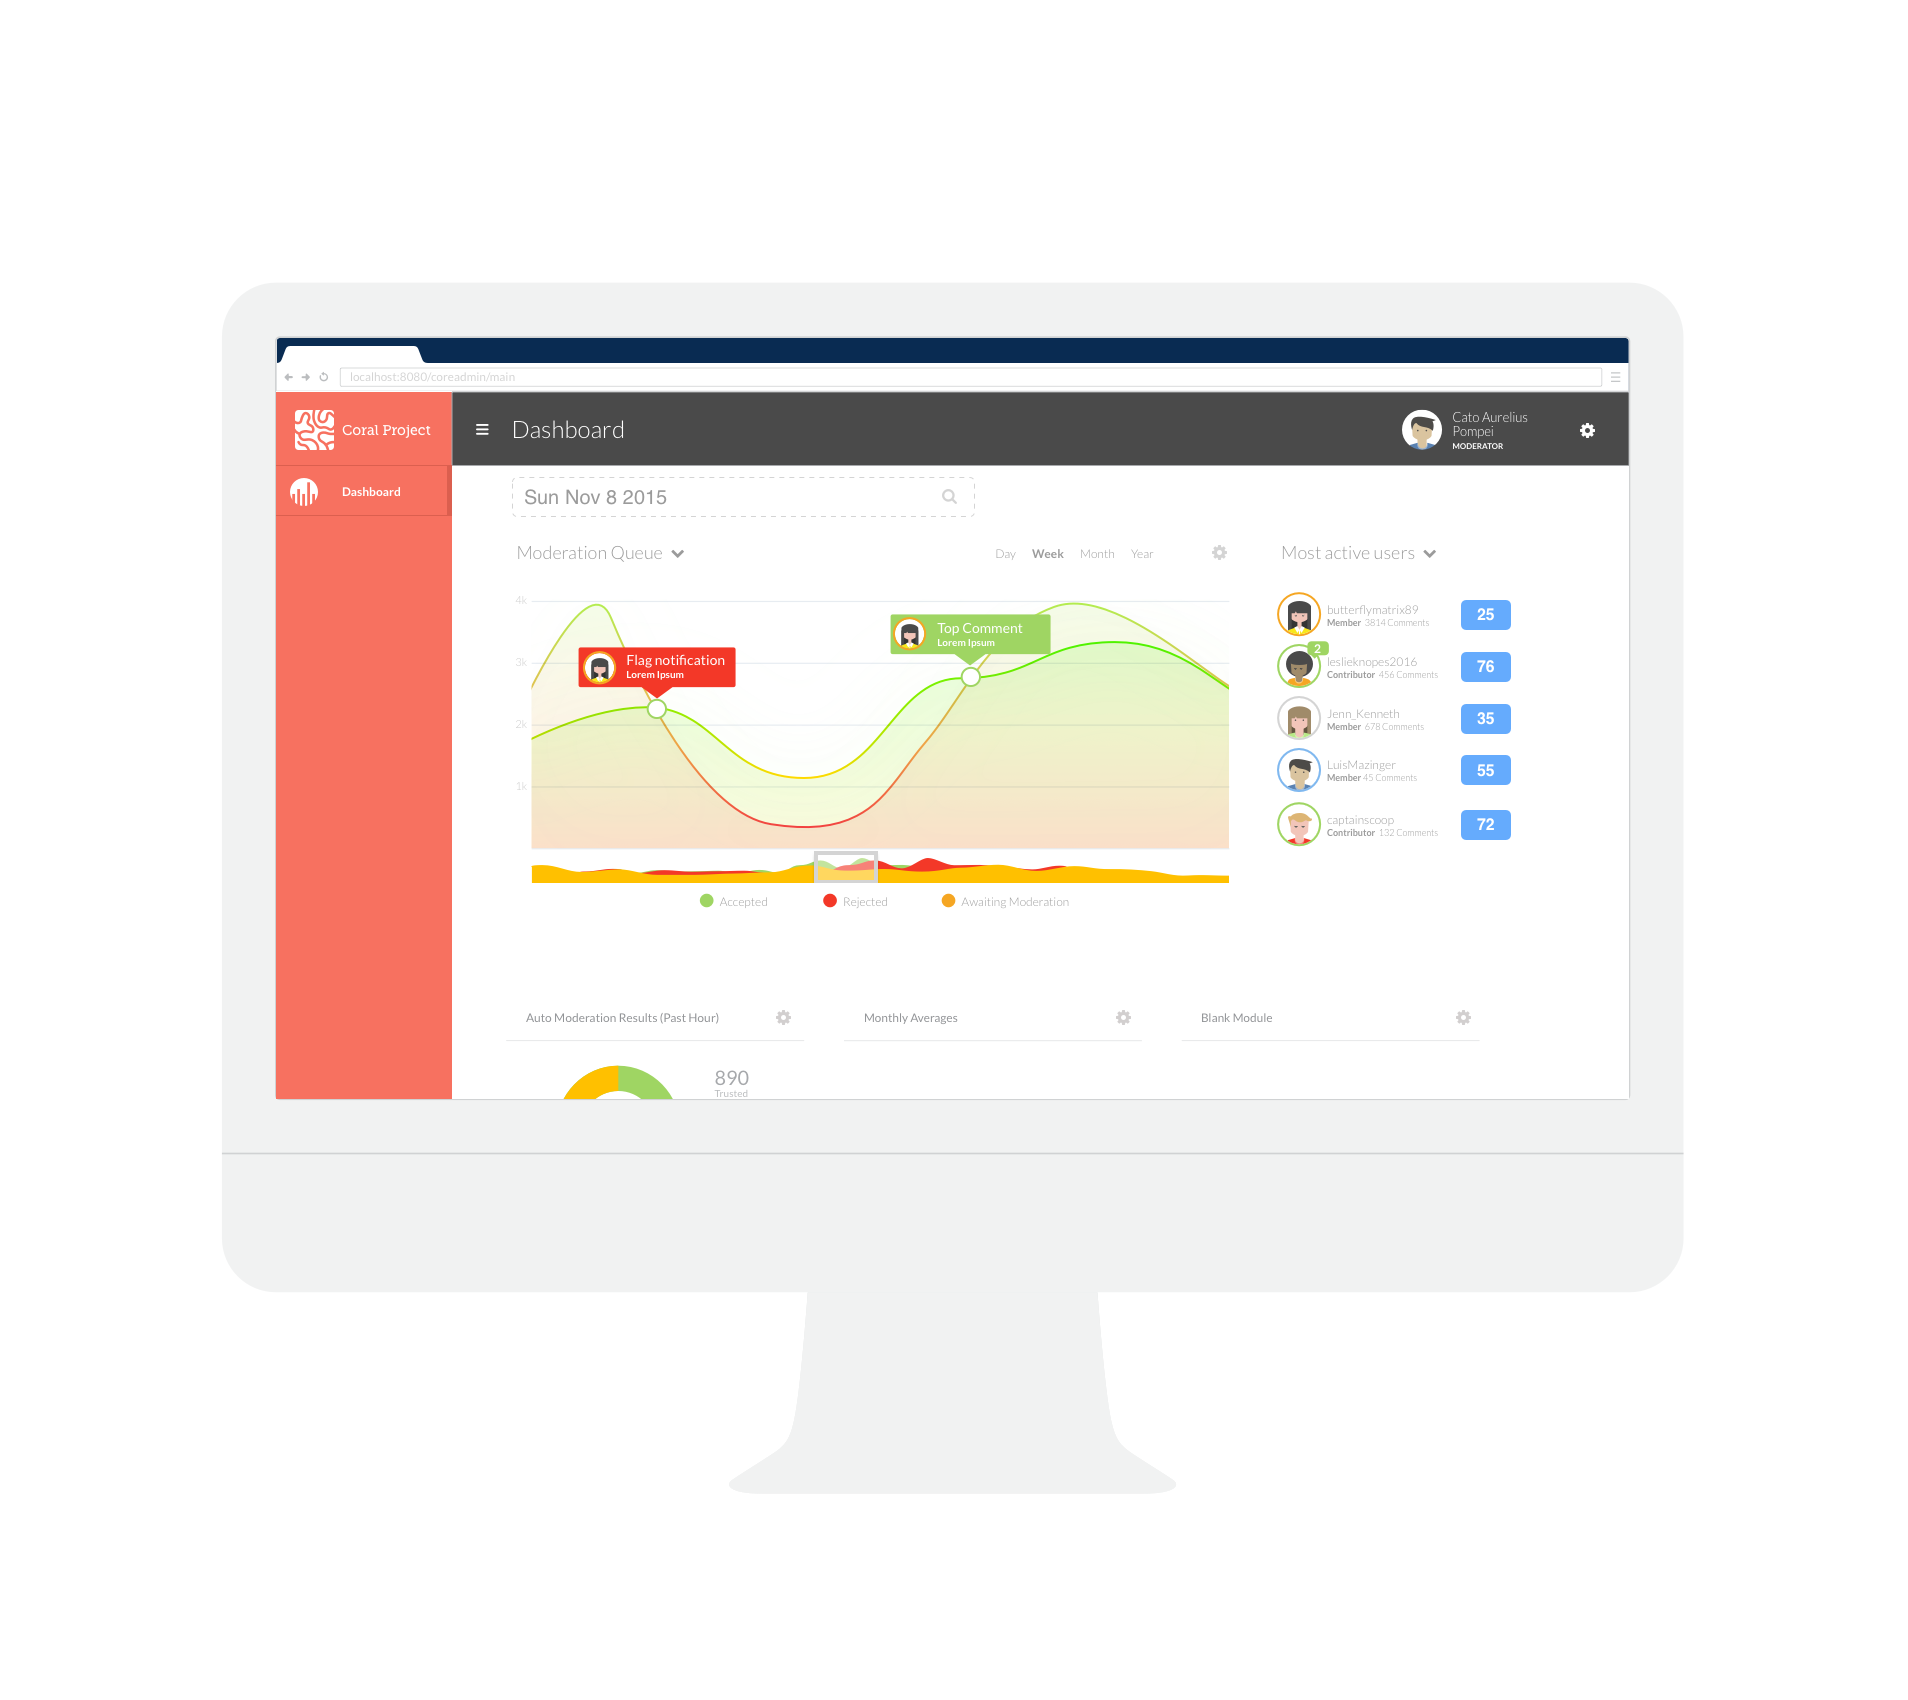 localhost:8080/coreadmin/main
Coral Project
Dashboard
Cato Aurelius
Pompei
MODERATOR
Dashboard
Sun Nov 8 2015
Moderation Queue
Day Week Month Year
Most active users
4k
3k
2k
1k
Flag notification
Lorem Ipsum
Top Comment
Lorem Ipsum
butterflymatrix89
Member 3814 Comments
25
2
leslieknopes2016
Contributor 456 Comments
76
Jenn_Kenneth
Member 678 Comments
35
LuisMazinger
Member 45 Comments
55
captainscoop
Contributor 132 Comments
72
Accepted
Rejected
Awaiting Moderation
Auto Moderation Results (Past Hour)
Monthly Averages
Blank Module
890
Trusted